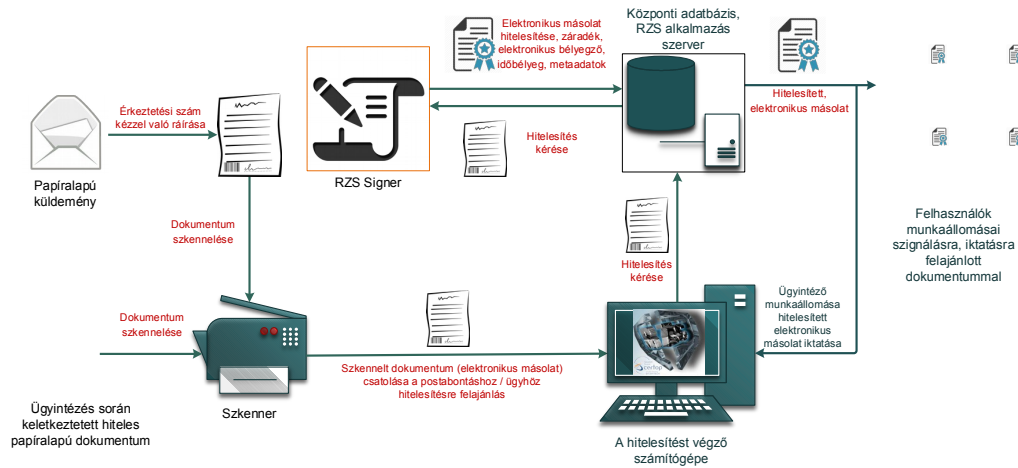 Elektronikus másolat
hitelesítése, záradék,
elektronikus bélyegző,
időbélyeg, metaadatok
Központi adatbázis,
RZS alkalmazás
szerver
Érkeztetési szám
kézzel való ráírása
Hitelesített,
elektronikus másolat
Hitelesítés
kérése
Papíralapú
küldemény
RZS Signer
Dokumentum
szkennelése
Hitelesítés
kérése
Felhasználók
munkaállomásai
szignálásra, iktatásra
felajánlott
dokumentummal
Dokumentum
szkennelése
Ügyintéző
munkaállomása
hitelesített
elektronikus
másolat iktatása
Szkennelt dokumentum (elektronikus másolat)
csatolása a postabontáshoz / ügyhöz
hitelesítésre felajánlás
certop
Szkenner
Ügyintézés során
keletkeztetett hiteles
papíralapú dokumentum
A hitelesítést végző
számítógépe